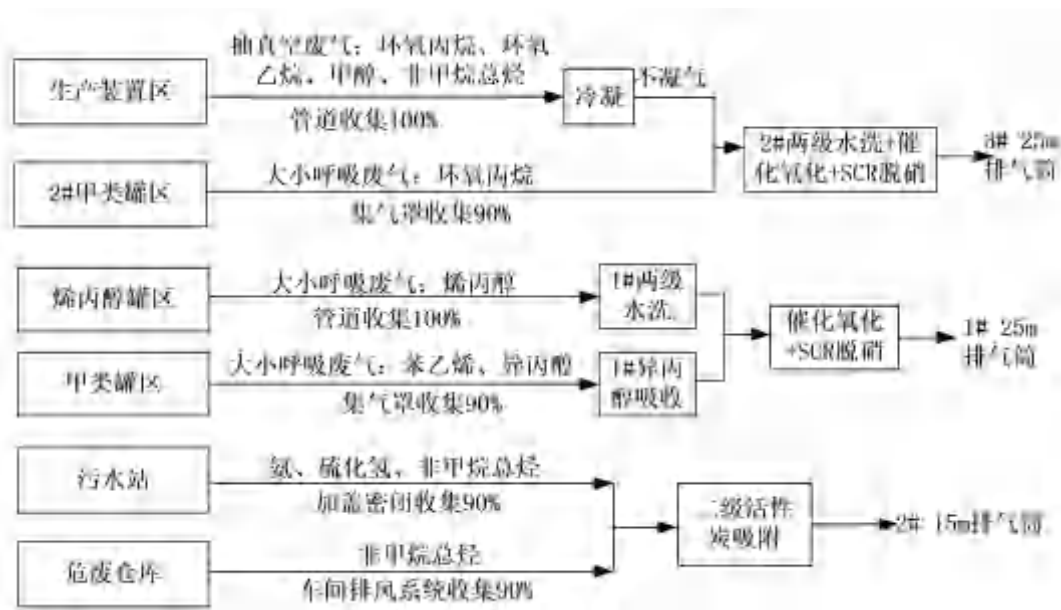 抽真空废气：环氧丙烷、环氧
乙烷、甲醇、非甲烷总烃
生产装置区
管道收集100%
冷凝
不凝气
2#甲类罐区
大小呼吸废气：环氧丙烷
集气罩收集90%
2#两级水洗+催
化氧化+SCR脱硝
3# 25m
排气筒
烯丙醇罐区
大小呼吸废气：烯丙醇
管道收集100%
1#两级
水洗
甲类罐区
大小呼吸废气：苯乙烯、异丙醇
集气罩收集90%
1#异丙
醇吸收
催化氧化
+SCR脱硝
1# 25m
排气筒
污水站
氨、硫化氢、非甲烷总烃
加盖密闭收集90%
危废仓库
非甲烷总烃
车间排风系统收集90%
二级活性
炭吸附
2# 15m排气筒